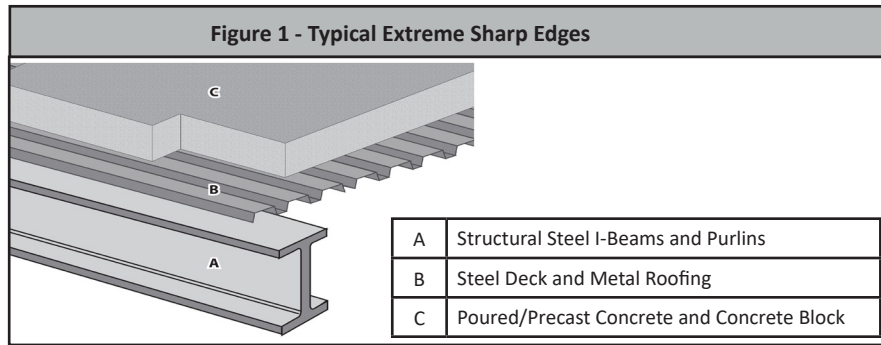 Figure 1 - Typical Extreme Sharp Edges
C
B
A
A Structural Steel I-Beams and Purlins
B Steel Deck and Metal Roofing
C Poured/Precast Concrete and Concrete Block